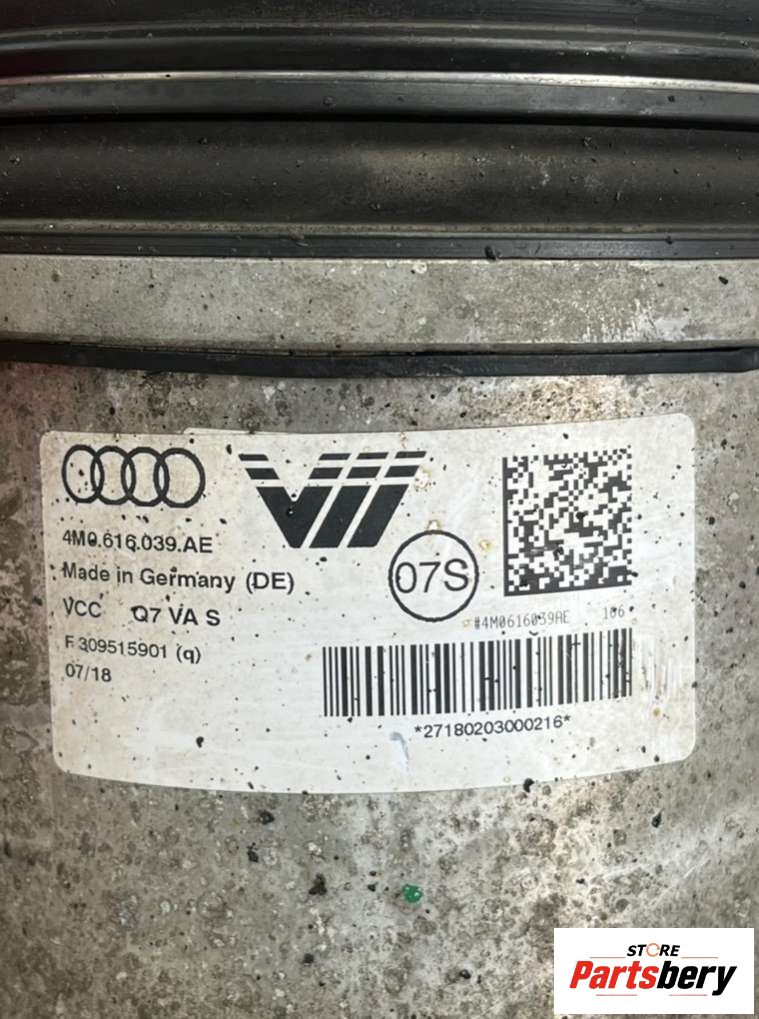 4M0.616.039.AE
Made in Germany (DE)
VCC Q7 VA S
F 309515901 (q)
07/18
VII
07S
#4M0616039AE 106*
*27180203000216*
STORE
Partsbery